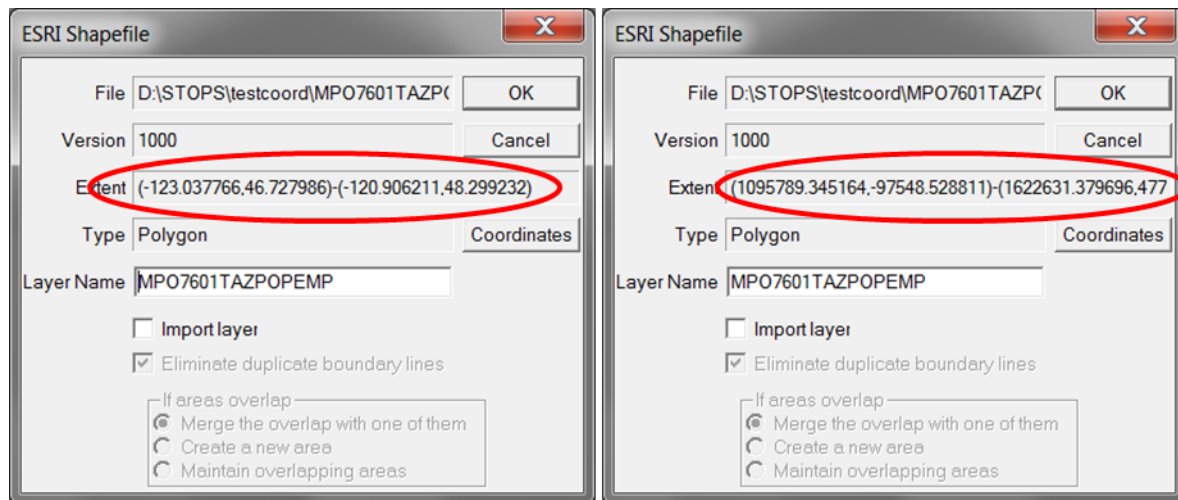 ESRI Shapefile
File D:\STOPS\testcoord\MPO7601TAZP( OK
Version 1000 Cancel
Extent (-123.037766,46.727986)-(-120.906211,48.299232)
Type Polygon Coordinates
Layer Name MPO7601TAZPOPEMP
Import layer
Eliminate duplicate boundary lines
If areas overlap
Merge the overlap with one of them
Create a new area
Maintain overlapping areas
ESRI Shapefile
File D:\STOPS\testcoord\MPO7601TAZP( OK
Version 1000 Cancel
Extent (1095789.345164,-97548.528811)-(1622631.379696,477
Type Polygon Coordinates
Layer Name MPO7601TAZPOPEMP
Import layer
Eliminate duplicate boundary lines
If areas overlap
Merge the overlap with one of them
Create a new area
Maintain overlapping areas